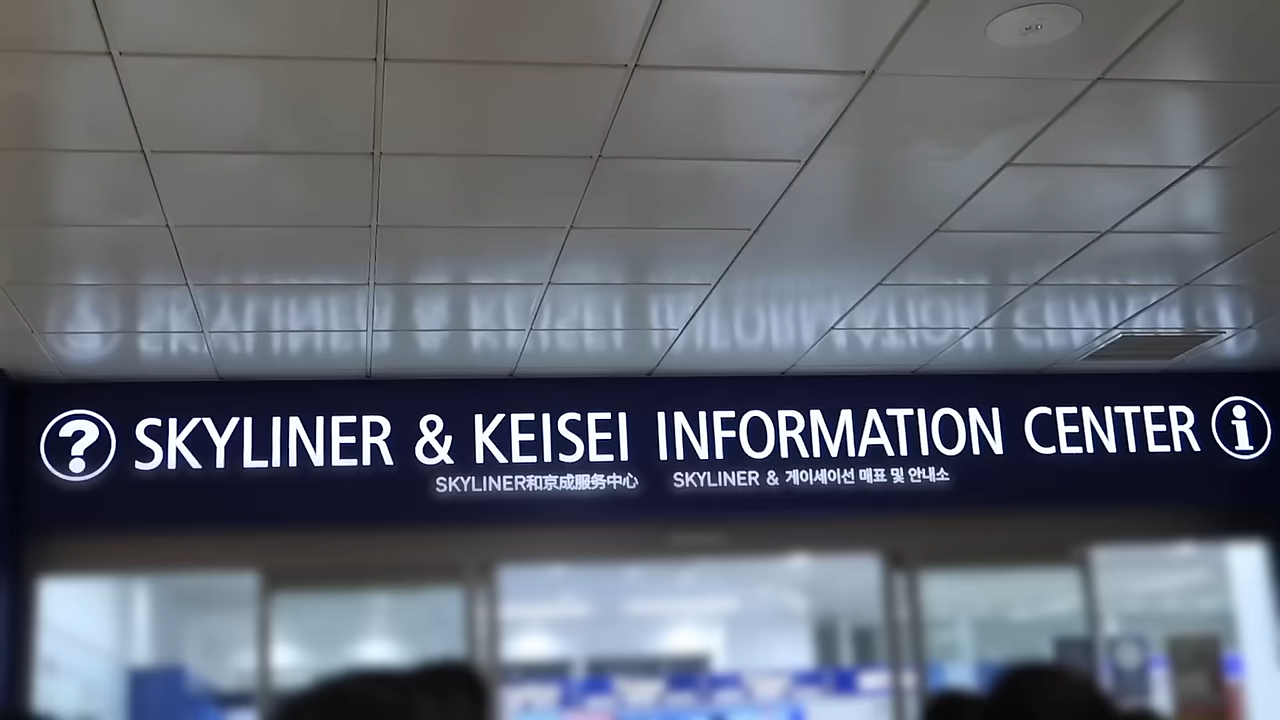 ? SKYLINER & KEISEI INFORMATION CENTER i
SKYLINER和京成服务中心 SKYLINER & 게이세이선 매표 및 안내소